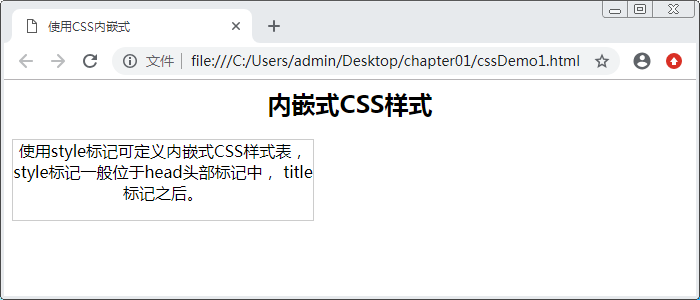 使用CSS内嵌式
文件 file:///C:/Users/admin/Desktop/chapter01/cssDemo1.html
内嵌式CSS样式
使用style标记可定义内嵌式CSS样式表，
style标记一般位于head头部标记中， title
标记之后。